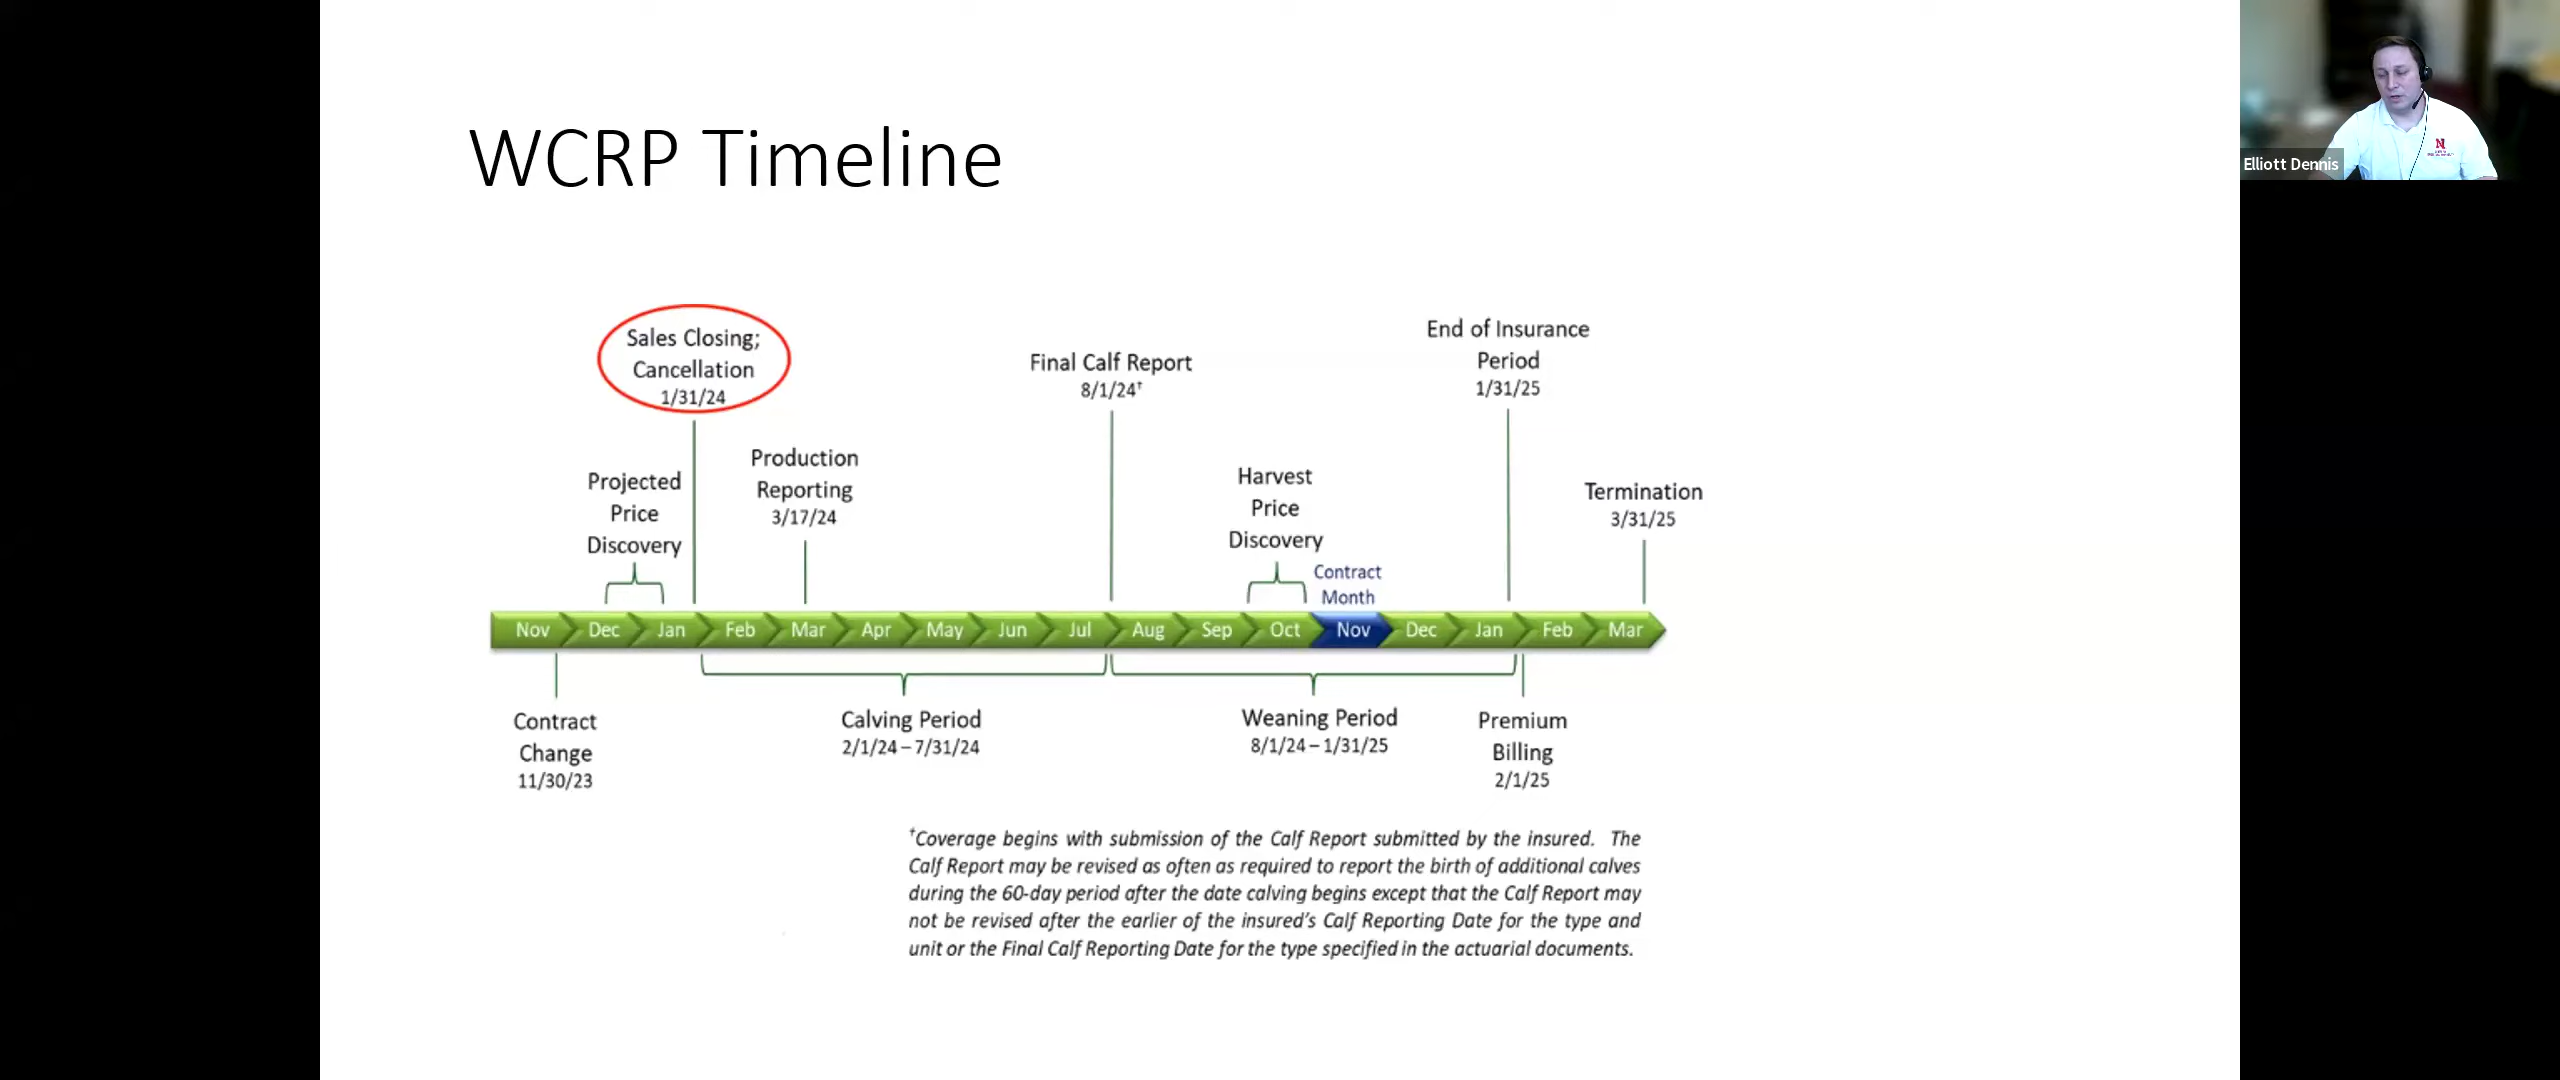 WCRP Timeline
Elliott Dennis
N
Sales Closing;
Cancellation
1/31/24
Projected
Price
Discovery
Production
Reporting
3/17/24
Final Calf Report
8/1/24†
Harvest
Price
Discovery
Contract
Month
End of Insurance
Period
1/31/25
Termination
3/31/25
Nov Dec Jan Feb Mar Apr May Jun Jul Aug Sep Oct Nov Dec Jan Feb Mar
Contract
Change
11/30/23
Calving Period
2/1/24 – 7/31/24
Weaning Period
8/1/24 – 1/31/25
Premium
Billing
2/1/25
†Coverage begins with submission of the Calf Report submitted by the insured. The
Calf Report may be revised as often as required to report the birth of additional calves
during the 60-day period after the date calving begins except that the Calf Report may
not be revised after the earlier of the insured's Calf Reporting Date for the type and
unit or the Final Calf Reporting Date for the type specified in the actuarial documents.